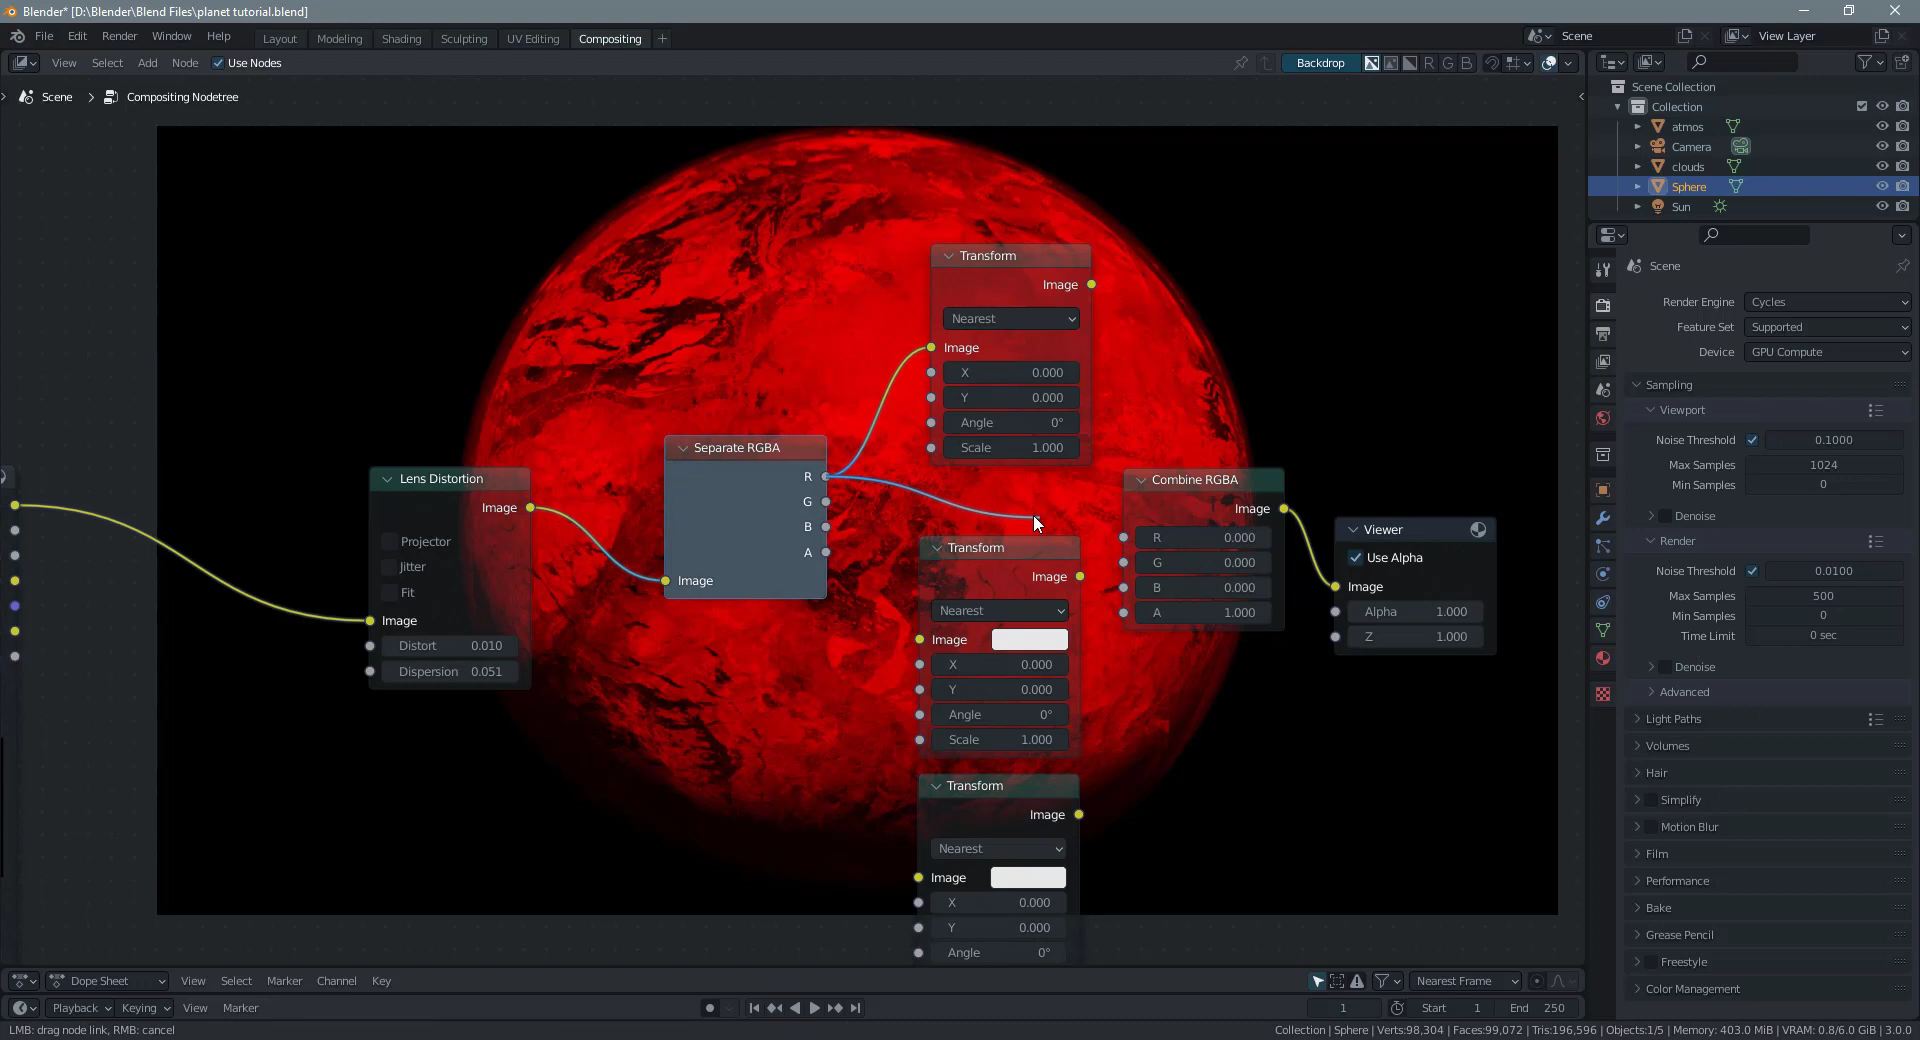 Blender* [D:\Blender\Blend Files\planet tutorial.blend]
File Edit Render Window Help Layout Modeling Shading Sculpting UV Editing Compositing + Scene View Layer
View Select Add Node Use Nodes Backdrop R G B
Scene > Compositing Nodetree
Scene Collection
Collection
atmos
Camera
clouds
Sphere
Sun
Transform
Image
Nearest
Image
X 0.000
Y 0.000
Angle 0°
Scale 1.000
Separate RGBA
R
G
B
A
Image
Lens Distortion
Image
Projector
Jitter
Fit
Image
Distort 0.010
Dispersion 0.051
Transform
Image
Nearest
Image
X 0.000
Y 0.000
Angle 0°
Scale 1.000
Transform
Image
Nearest
Image
X 0.000
Y 0.000
Angle 0°
Combine RGBA
Image
R 0.000
G 0.000
B 0.000
A 1.000
Viewer
Use Alpha
Image
Alpha 1.000
Z 1.000
Scene
Render Engine Cycles
Feature Set Supported
Device GPU Compute
Sampling
Viewport
Noise Threshold 0.1000
Max Samples 1024
Min Samples 0
Denoise
Render
Noise Threshold 0.0100
Max Samples 500
Min Samples 0
Time Limit 0 sec
Denoise
Advanced
Light Paths
Volumes
Hair
Simplify
Motion Blur
Film
Performance
Bake
Grease Pencil
Freestyle
Color Management
Dope Sheet View Select Marker Channel Key Nearest Frame
Playback Keying View Marker 1 Start 1 End 250
LMB: drag node link, RMB: cancel
Collection | Sphere | Verts:98,304 | Faces:99,072 | Tris:196,596 | Objects:1/5 | Memory: 403.0 MiB | VRAM: 0.8/6.0 GiB | 3.0.0